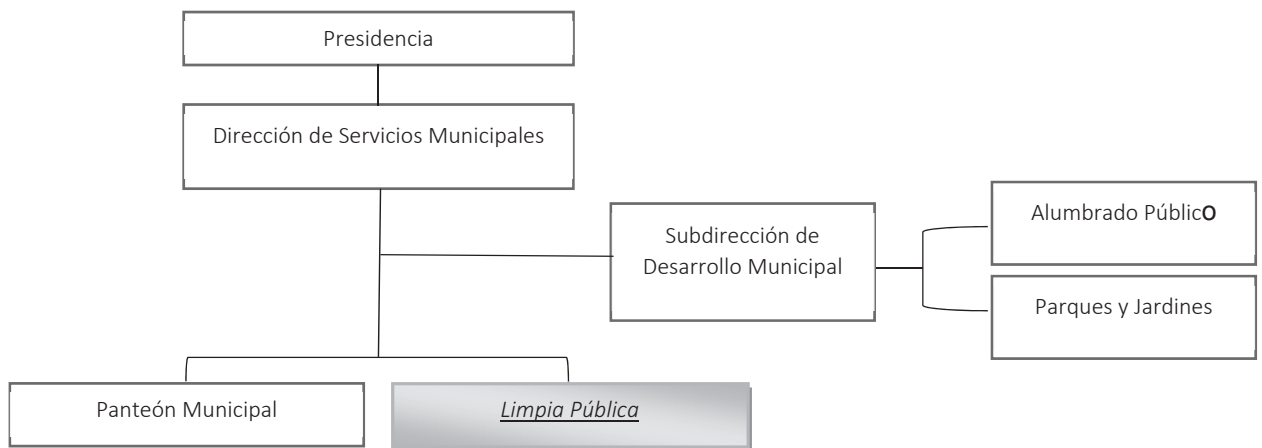 Presidencia
Dirección de Servicios Municipales
Subdirección de
Desarrollo Municipal
Alumbrado Público
Parques y Jardines
Panteón Municipal
Limpia Pública